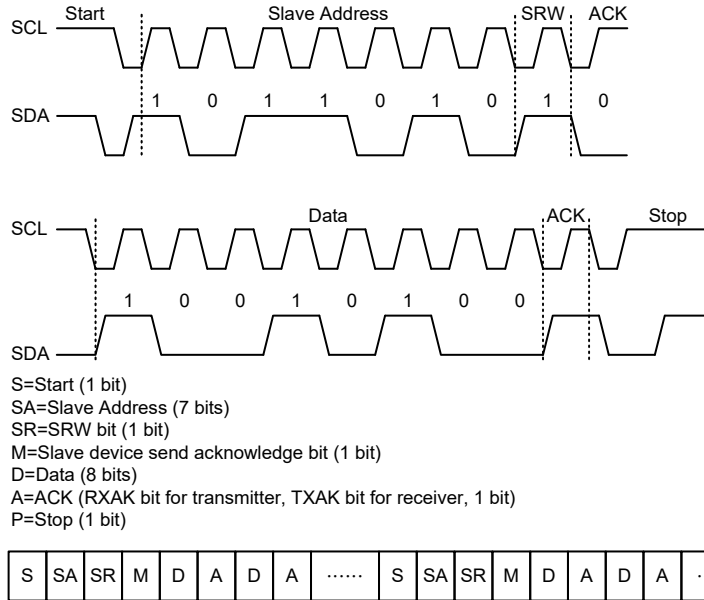 Start Slave Address SRW ACK
SCL
1 0 1 1 0 1 0 1 0
SDA
Data ACK Stop
SCL
1 0 0 1 0 1 0 0
SDA
S=Start (1 bit)
SA=Slave Address (7 bits)
SR=SRW bit (1 bit)
M=Slave device send acknowledge bit (1 bit)
D=Data (8 bits)
A=ACK (RXAK bit for transmitter, TXAK bit for receiver, 1 bit)
P=Stop (1 bit)
S SA SR M D A D A ...... S SA SR M D A D A